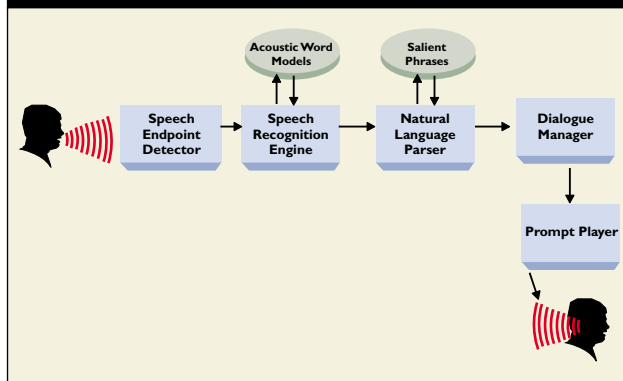 Acoustic Word
Models
Salient
Phrases
Speech
Endpoint
Detector
Speech
Recognition
Engine
Natural
Language
Parser
Dialogue
Manager
Prompt Player